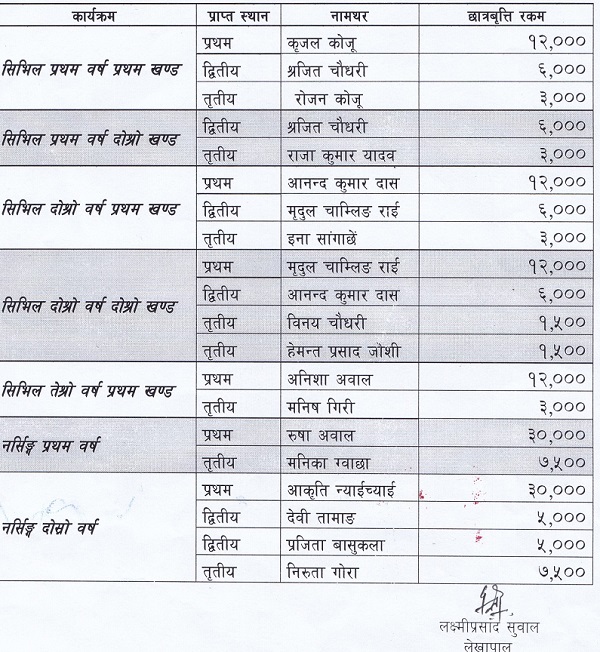 कार्यक्रम प्राप्त स्थान नामथर छात्रबृत्ति रकम
सिभिल प्रथम वर्ष प्रथम खण्ड प्रथम कृजल कोजू १२,०००
द्वितीय श्रजित चौधरी ६,०००
तृतीय रोजन कोजू ३,०००
सिभिल प्रथम वर्ष दोश्रो खण्ड द्वितीय श्रजित चौधरी ६,०००
तृतीय राजा कुमार यादव ३,०००
सिभिल दोश्रो वर्ष प्रथम खण्ड प्रथम आनन्द कुमार दास १२,०००
द्वितीय मृदुल चाम्लिङ राई ६,०००
तृतीय इना सांगाछें ३,०००
सिभिल दोश्रो वर्ष दोश्रो खण्ड प्रथम मृदुल चाम्लिङ राई १२,०००
द्वितीय आनन्द कुमार दास ६,०००
तृतीय विनय चौधरी १,५००
तृतीय हेमन्त प्रसाद जोशी १,५००
सिभिल तेश्रो वर्ष प्रथम खण्ड प्रथम अनिशा अवाल १२,०००
तृतीय मनिष गिरी ३,०००
नर्सिङ्ग प्रथम वर्ष प्रथम रुषा अवाल ३०,०००
तृतीय मनिका ग्वाछा ७,५००
नर्सिङ्ग दोस्रो वर्ष प्रथम आकृति न्याईच्याई ३०,०००
द्वितीय देवी तामाङ ५,०००
द्वितीय प्रजिता बासुकला ५,०००
तृतीय निरुता गोरा ७,५००
लक्ष्मीप्रसाद सुवाल
लेखापाल